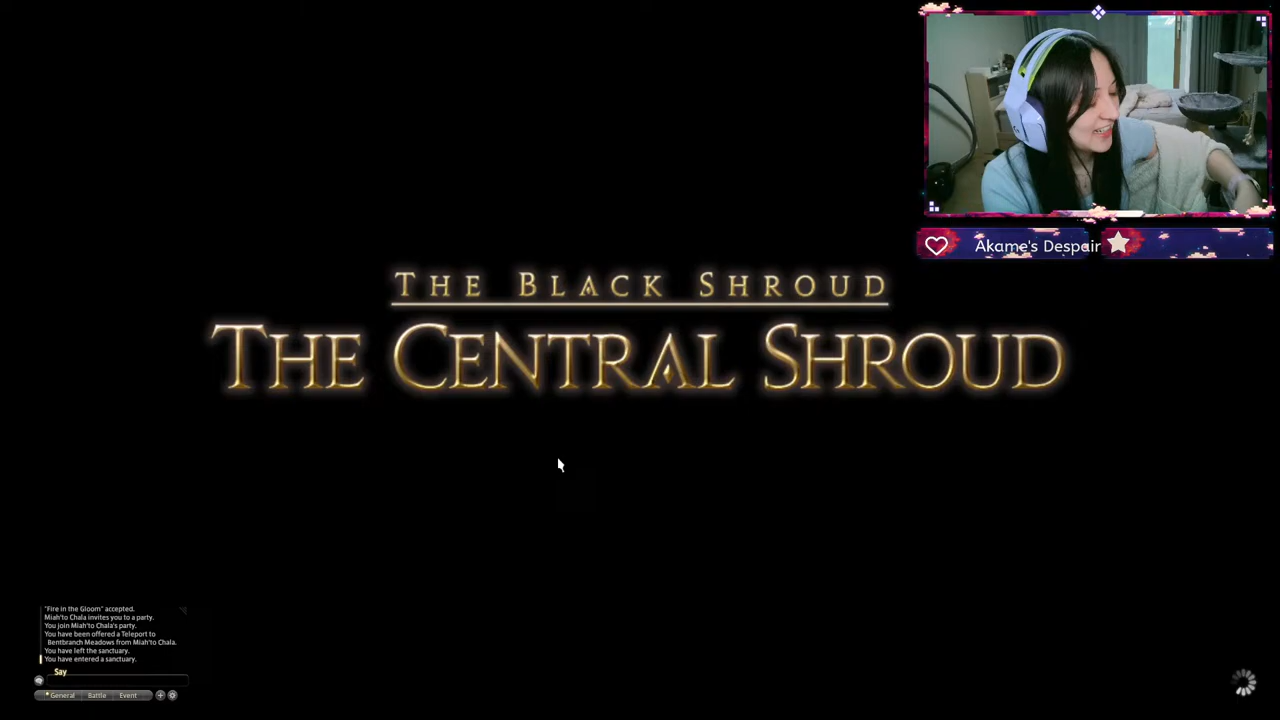 THE BLACK SHROUD
THE CENTRAL SHROUD
Akame's Despair
"Fire in the Gloom" accepted.
Miah'to Chala invites you to a party.
You join Miah'to Chala's party.
You have been offered a Teleport to
Bentbranch Meadows from Miah'to Chala.
You have left the sanctuary.
You have entered a sanctuary.
Say
General Battle Event